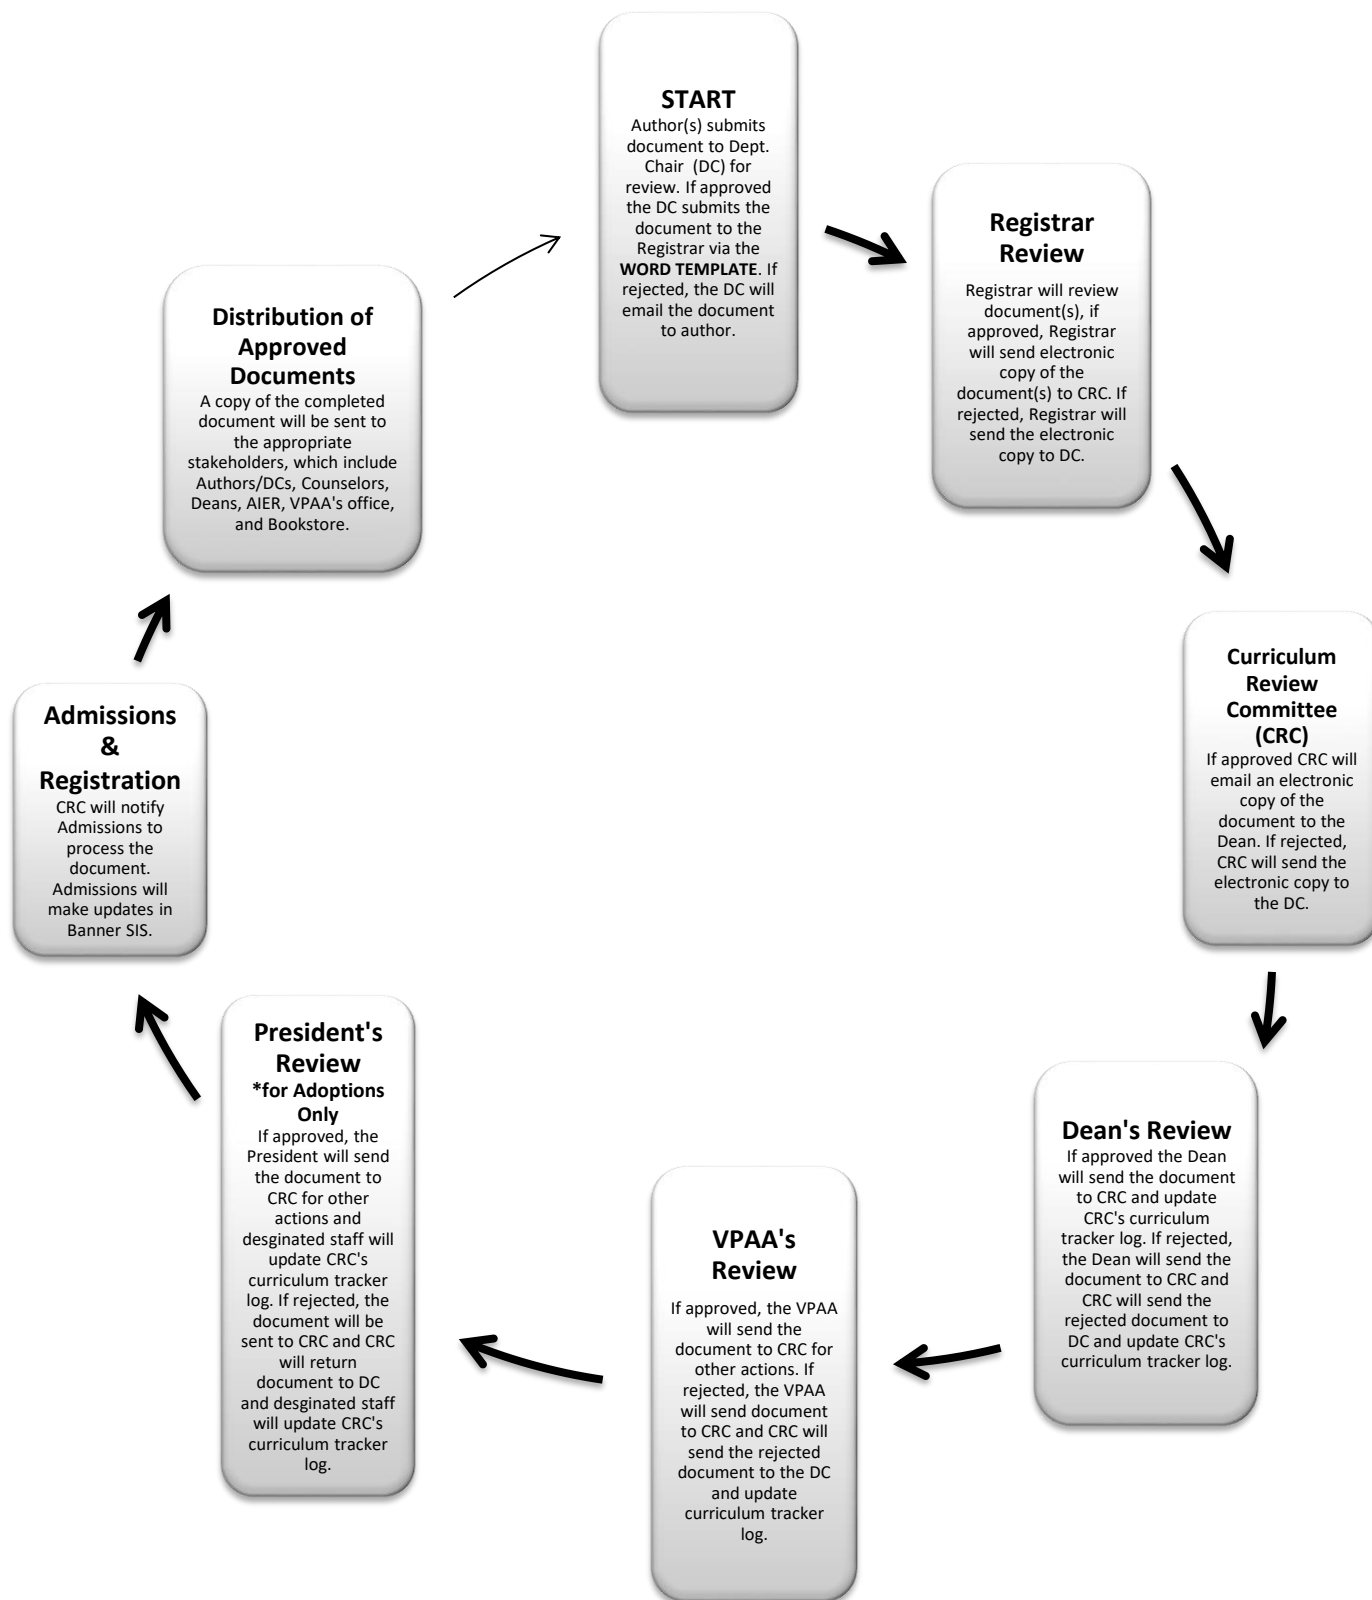 START
Author(s) submits
document to Dept.
Chair (DC) for
review. If approved
the DC submits the
document to the
Registrar via the
WORD TEMPLATE. If
rejected, the DC will
email the document
to author.
Registrar
Review
Registrar will review
document(s), if
approved, Registrar
will send electronic
copy of the
document(s) to CRC. If
rejected, Registrar will
send the electronic
copy to DC.
Curriculum
Review
Committee
(CRC)
If approved CRC will
email an electronic
copy of the
document to the
Dean. If rejected,
CRC will send the
electronic copy to
the DC.
Dean's Review
If approved the Dean
will send the document
to CRC and update
CRC's curriculum
tracker log. If rejected,
the Dean will send the
document to CRC and
CRC will send the
rejected document to
DC and update CRC's
curriculum tracker log.
VPAA's
Review
If approved, the VPAA
will send the
document to CRC for
other actions. If
rejected, the VPAA
will send document
to CRC and CRC will
send the rejected
document to the DC
and update
curriculum tracker
log.
President's
Review
*for Adoptions
Only
If approved, the
President will send
the document to
CRC for other
actions and
desginated staff will
update CRC's
curriculum tracker
log. If rejected, the
document will be
sent to CRC and CRC
will return
document to DC
and desginated staff
will update CRC's
curriculum tracker
log.
Admissions
&
Registration
CRC will notify
Admissions to
process the
document.
Admissions will
make updates in
Banner SIS.
Distribution of
Approved
Documents
A copy of the completed
document will be sent to
the appropriate
stakeholders, which include
Authors/DCs, Counselors,
Deans, AIER, VPAA's office,
and Bookstore.